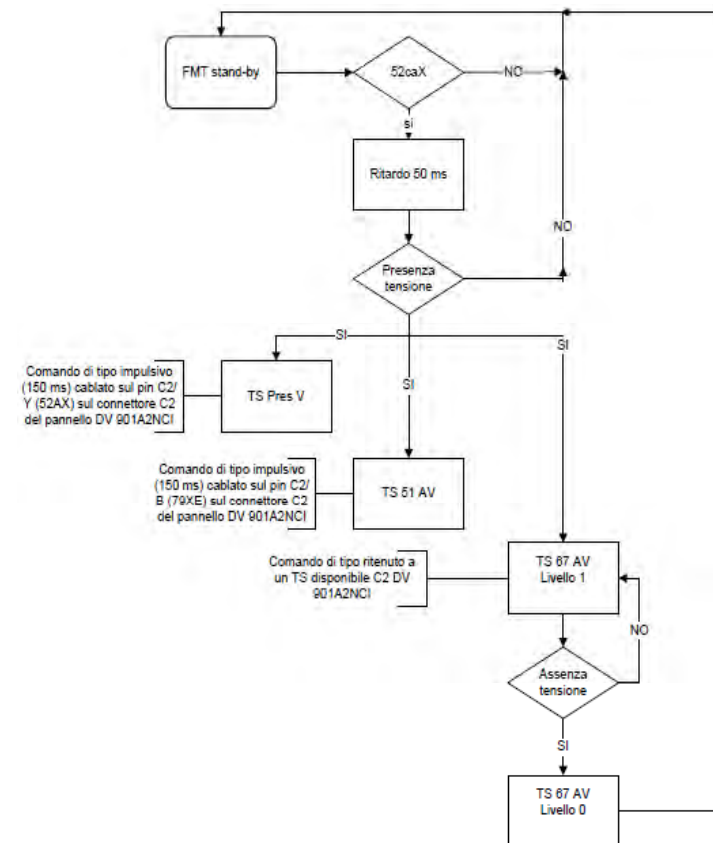 FMT stand-by
52caX
NO
si
Ritardo 50 ms
NO
Presenza
tensione
SI
SI
SI
Comando di tipo impulsivo
(150 ms) cablato sul pin C2/
Y (52AX) sul connettore C2
del pannello DV 901A2NCI
TS Pres V
Comando di tipo impulsivo
(150 ms) cablato sul pin C2/
B (79XE) sul connettore C2
del pannello DV 901A2NCI
TS 51 AV
Comando di tipo ritenuto a
un TS disponibile C2 DV
901A2NCI
TS 67 AV
Livello 1
NO
Assenza
tensione
SI
TS 67 AV
Livello 0